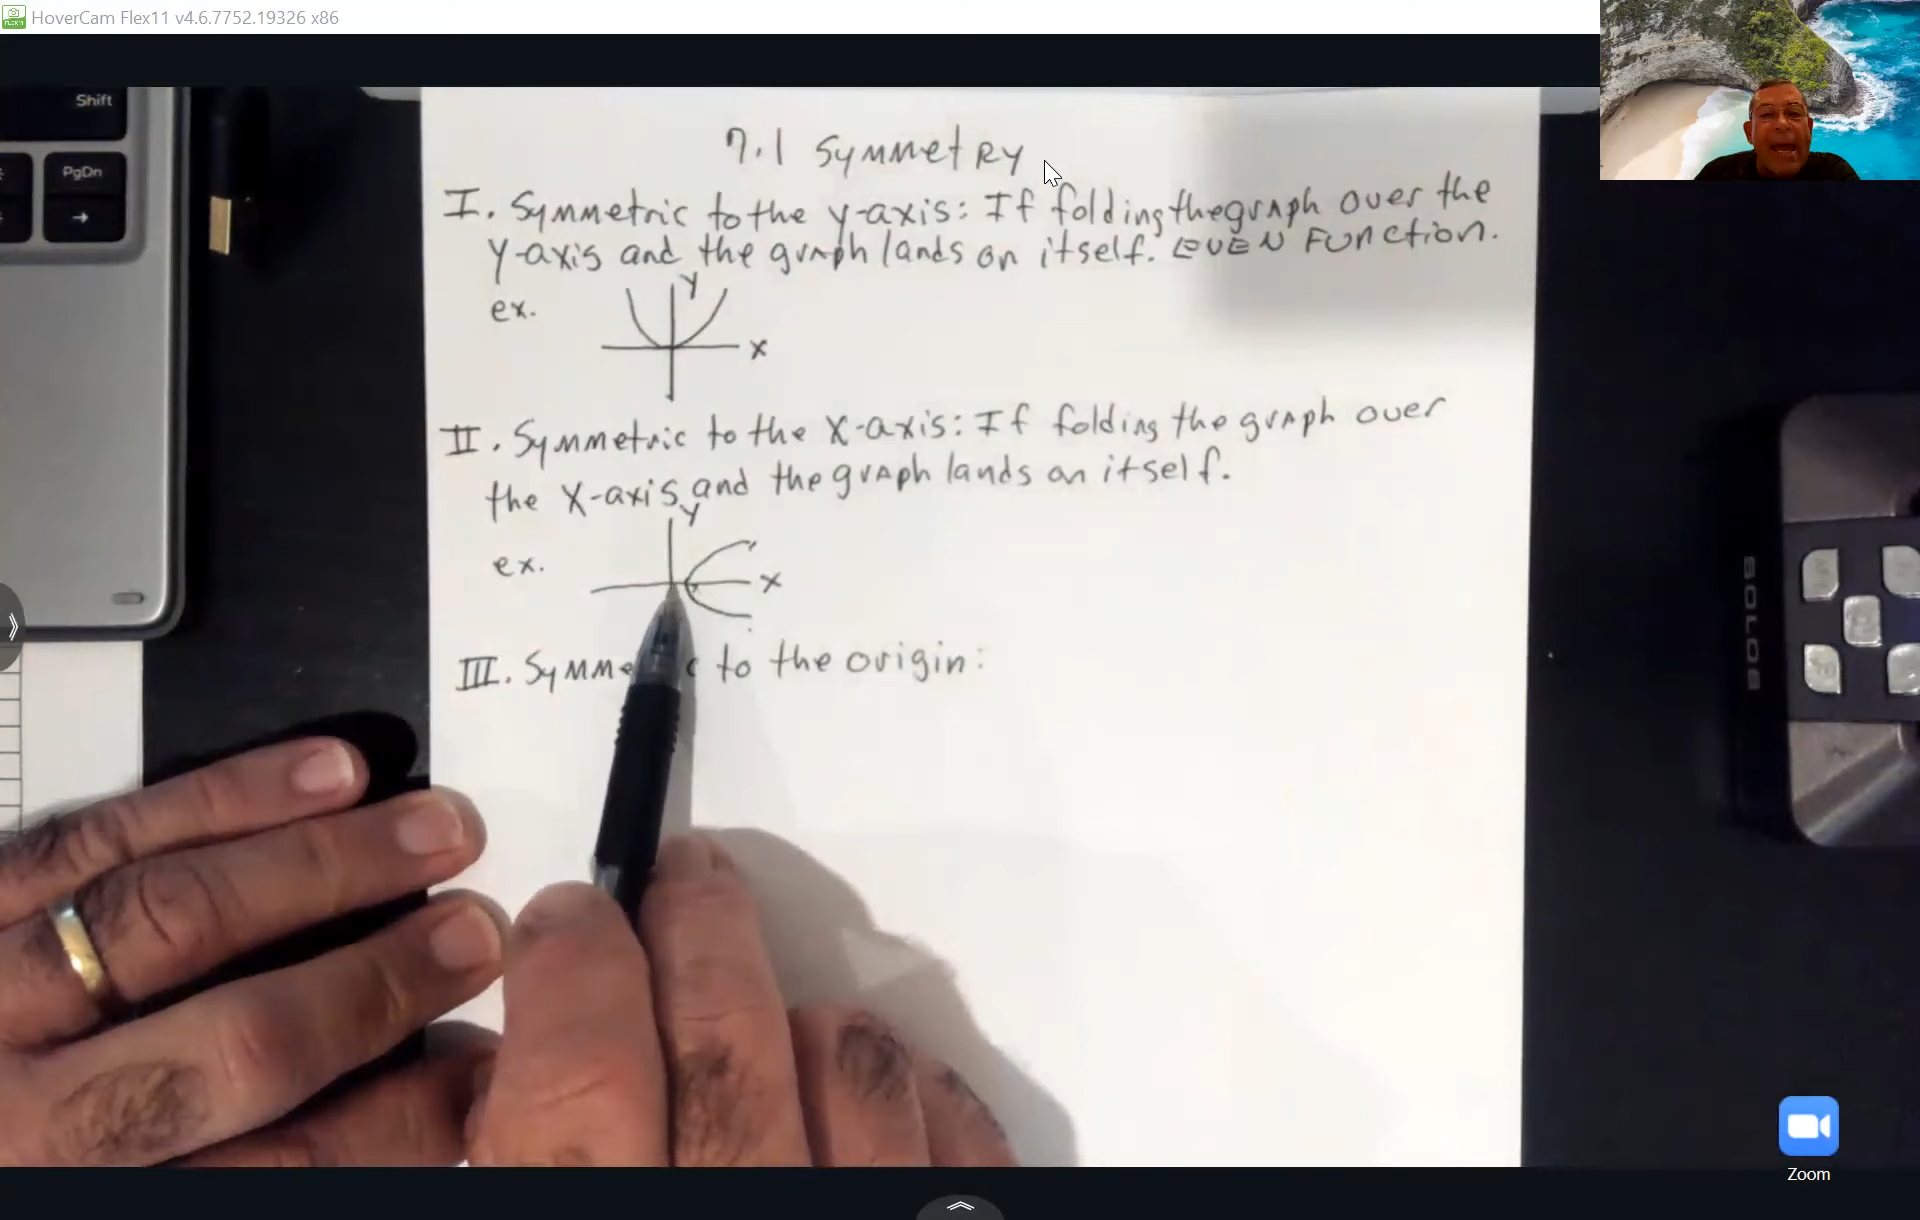 HoverCam Flex11 v4.6.7752.19326 x86
Shift
PgDn
7.1 Symmetry
I. Symmetric to the y-axis: If folding the graph over the
y-axis and the graph lands on itself. EVEN Function.
ex.
y
x
II. Symmetric to the x-axis: If folding the graph over
the x-axis and the graph lands on itself.
ex.
y
x
III. Symme c to the origin:
Zoom